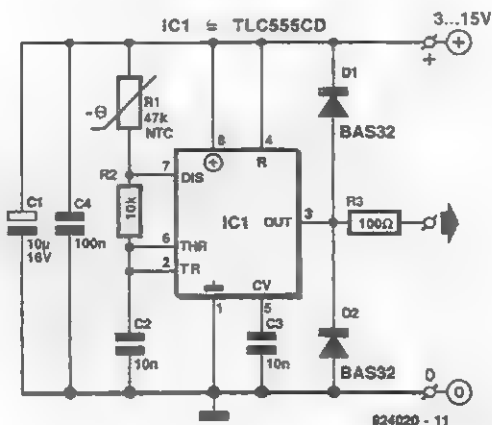 IC1 = TLC555CD
3...15V
+
D1
BAS32
-Θ
R1
47k
NTC
R2
10k
8
4
R
7
DIS
6
THR
2
TR
IC1
OUT
3
R3
100Ω
C1
10µ
16V
C4
100n
C2
10n
1
CV
5
C3
10n
D2
BAS32
0
0
924020 - 11